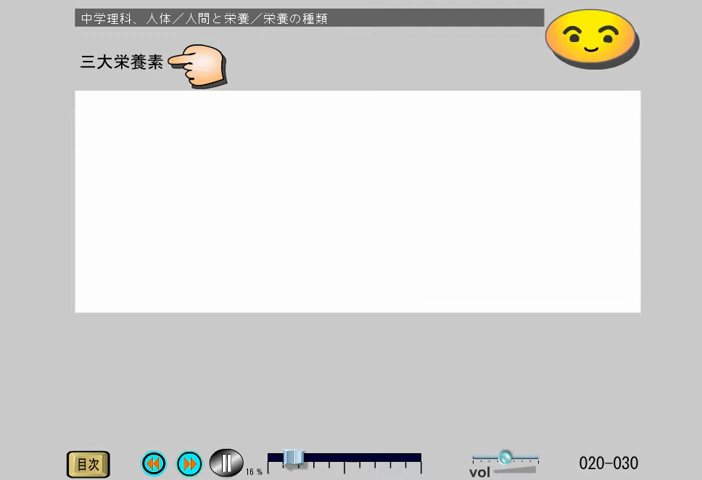 中学理科、人体／人間と栄養／栄養の種類
三大栄養素
目次
16 %
vol
020-030